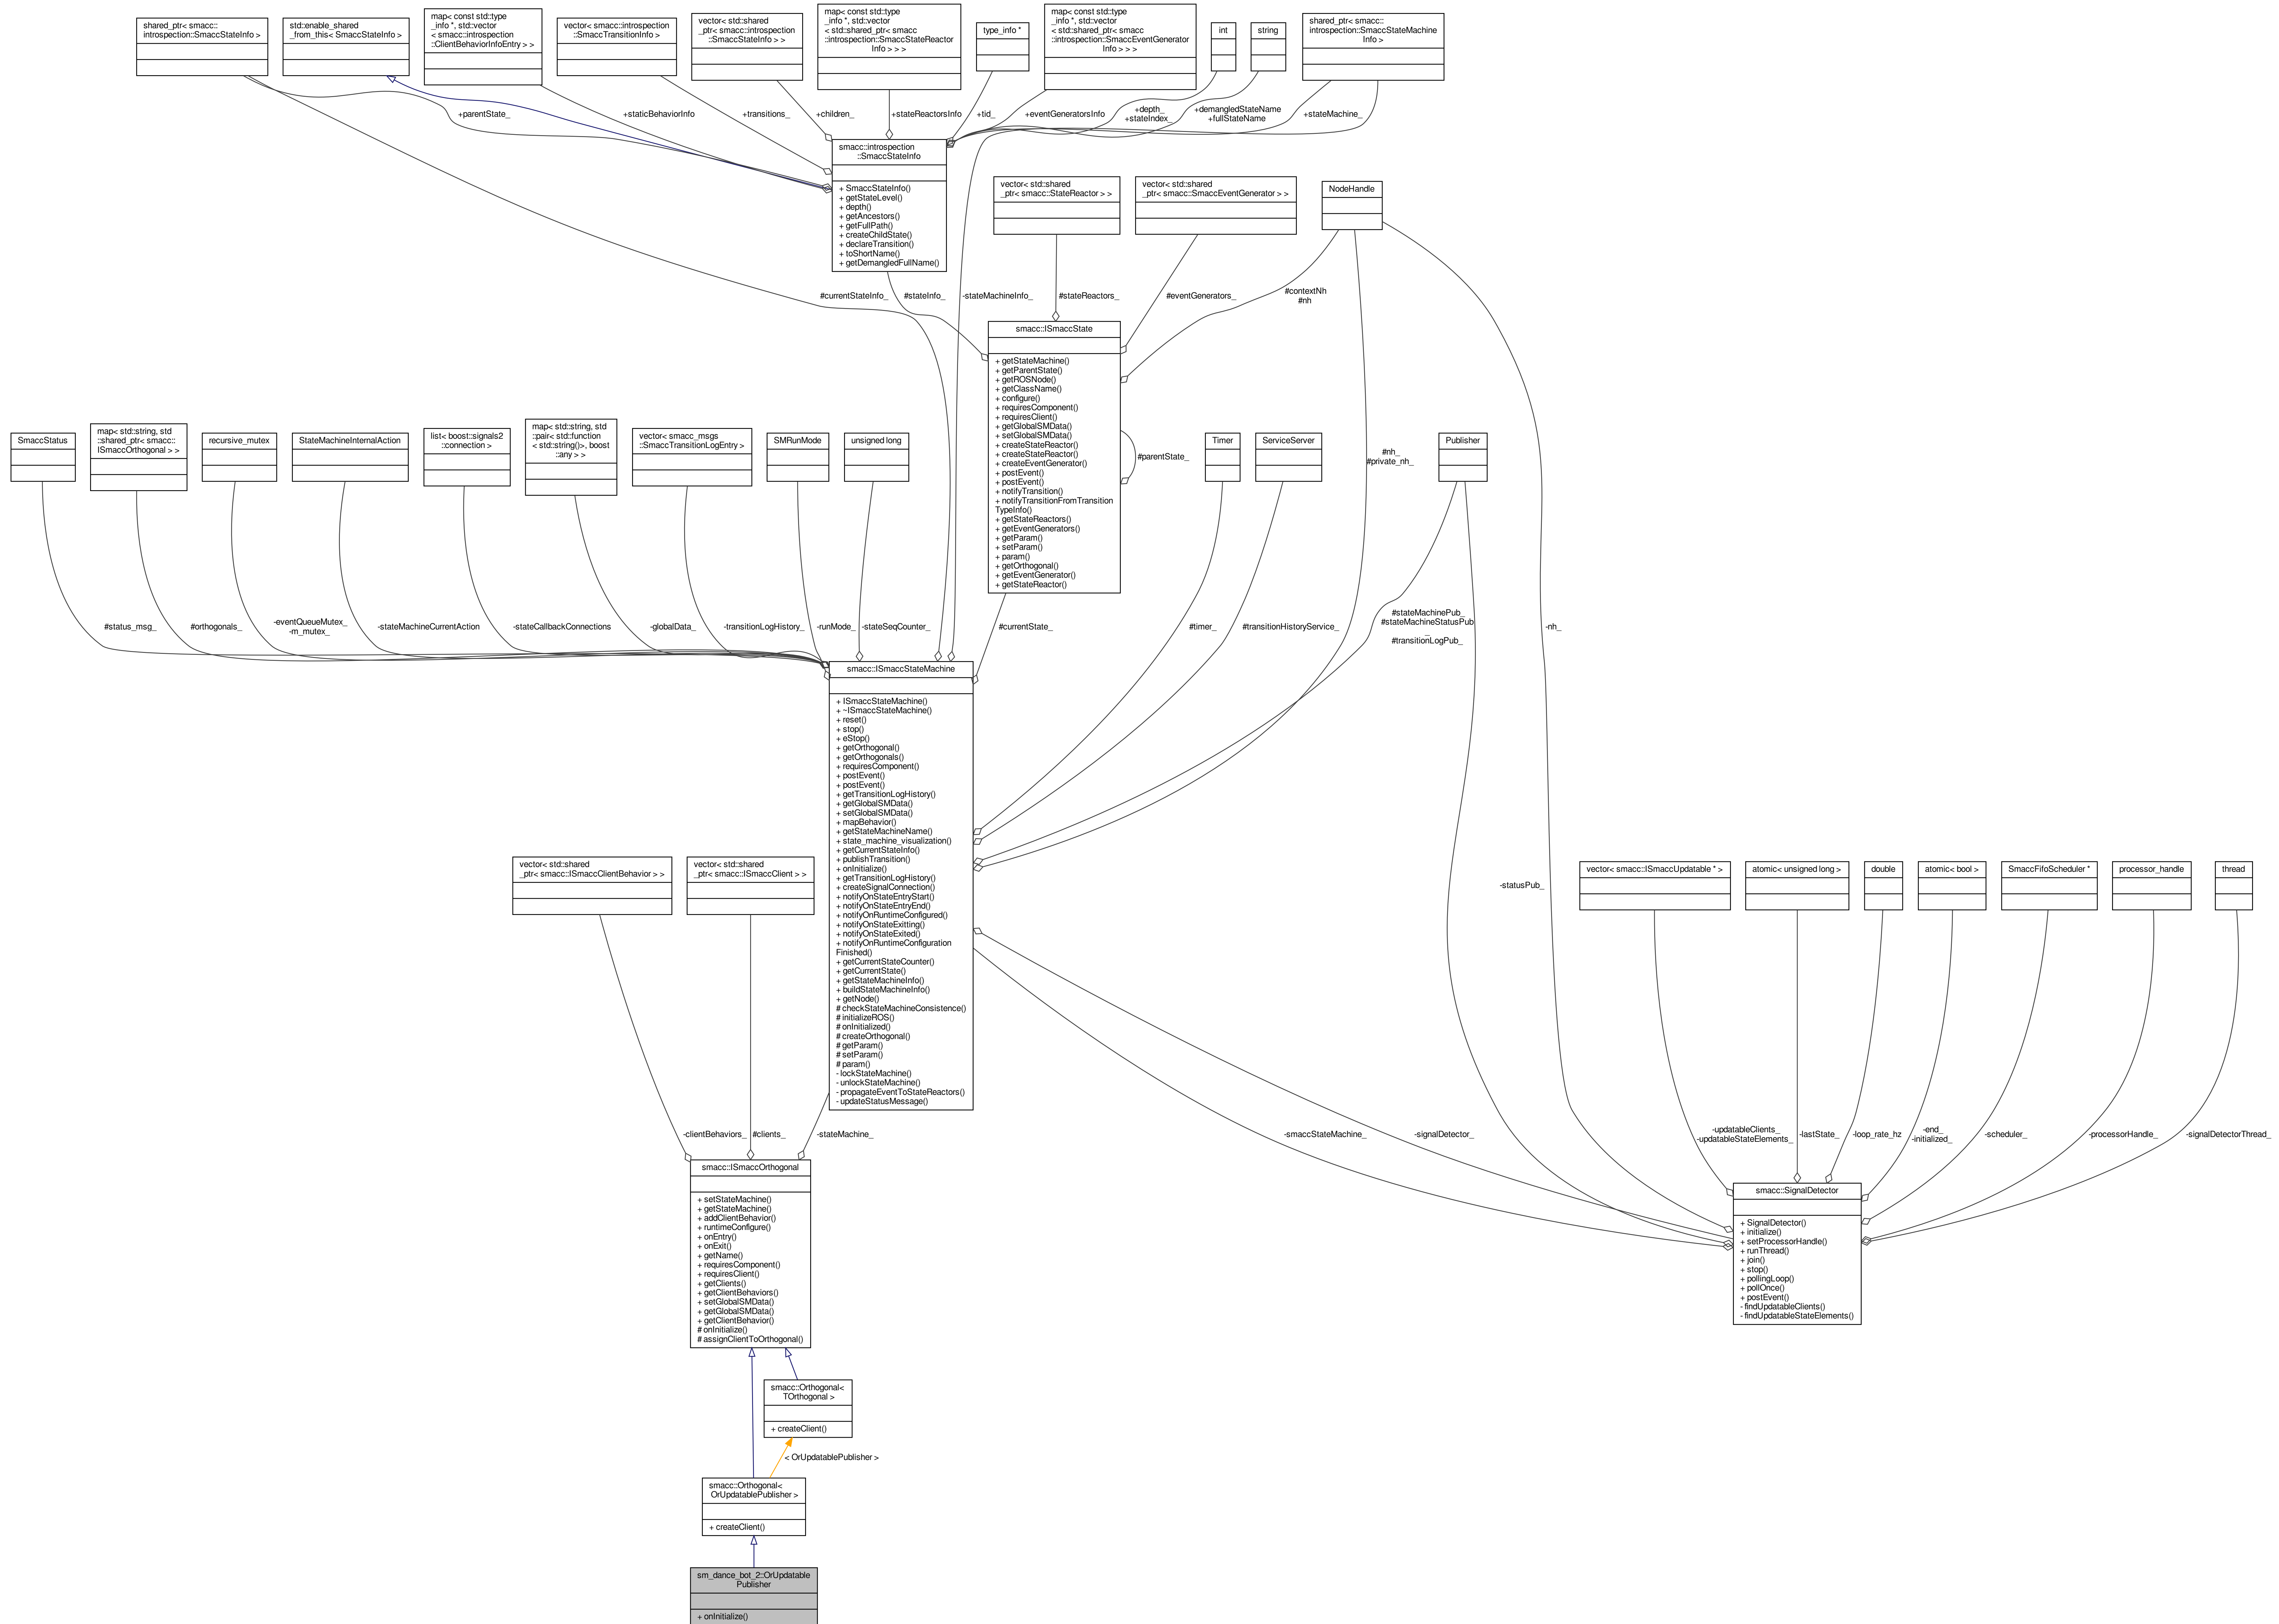 shared_ptr< smacc::
introspection::SmaccStateInfo >
std::enable_shared
_from_this< SmaccStateInfo >
map< const std::type
_info *, std::vector
< smacc::introspection
::ClientBehaviorInfoEntry > >
vector< smacc::introspection
::SmaccTransitionInfo >
vector< std::shared
_ptr< smacc::introspection
::SmaccStateInfo > >
map< const std::type
_info *, std::vector
< std::shared_ptr< smacc
::introspection::SmaccStateReactor
Info > > >
type_info *
map< const std::type
_info *, std::vector
< std::shared_ptr< smacc
::introspection::SmaccEventGenerator
Info > > >
int
string
shared_ptr< smacc::
introspection::SmaccStateMachine
Info >
+parentState_
+staticBehaviorInfo
+transitions_
+children_
+stateReactorsInfo
+tid_
+eventGeneratorsInfo
+depth_
+stateIndex_
+demangledStateName
+fullStateName
+stateMachine_
smacc::introspection
::SmaccStateInfo
+ SmaccStateInfo()
+ getStateLevel()
+ depth()
+ getAncestors()
+ getFullPath()
+ createChildState()
+ declareTransition()
+ toShortName()
+ getDemangledFullName()
vector< std::shared
_ptr< smacc::StateReactor > >
vector< std::shared
_ptr< smacc::SmaccEventGenerator > >
NodeHandle
#currentStateInfo_
#stateInfo_
-stateMachineInfo_
#stateReactors_
#eventGenerators_
#contextNh
#nh
smacc::ISmaccState
+ getStateMachine()
+ getParentState()
+ getROSNode()
+ getClassName()
+ configure()
+ requiresComponent()
+ requiresClient()
+ getGlobalSMData()
+ setGlobalSMData()
+ createStateReactor()
+ createStateReactor()
+ createEventGenerator()
+ postEvent()
+ postEvent()
+ notifyTransition()
+ notifyTransitionFromTransition
TypeInfo()
+ getStateReactors()
+ getEventGenerators()
+ getParam()
+ setParam()
+ param()
+ getOrthogonal()
+ getEventGenerator()
+ getStateReactor()
#parentState_
SmaccStatus
map< std::string, std
::shared_ptr< smacc::
ISmaccOrthogonal > >
recursive_mutex
StateMachineInternalAction
list< boost::signals2
::connection >
map< std::string, std
::pair< std::function
< std::string()>, boost
::any > >
vector< smacc_msgs
::SmaccTransitionLogEntry >
SMRunMode
unsigned long
Timer
ServiceServer
#nh_
#private_nh_
Publisher
#status_msg_
#orthogonals_
-eventQueueMutex_
-m_mutex_
-stateMachineCurrentAction
-stateCallbackConnections
-globalData_
-transitionLogHistory_
-runMode_
-stateSeqCounter_
#currentState_
#timer_
#transitionHistoryService_
#stateMachinePub_
#stateMachineStatusPub
_
#transitionLogPub_
-nh_
smacc::ISmaccStateMachine
+ ISmaccStateMachine()
+ ~ISmaccStateMachine()
+ reset()
+ stop()
+ eStop()
+ getOrthogonal()
+ getOrthogonals()
+ requiresComponent()
+ postEvent()
+ postEvent()
+ getTransitionLogHistory()
+ getGlobalSMData()
+ setGlobalSMData()
+ mapBehavior()
+ getStateMachineName()
+ state_machine_visualization()
+ getCurrentStateInfo()
+ publishTransition()
+ onInitialize()
+ getTransitionLogHistory()
+ createSignalConnection()
+ notifyOnStateEntryStart()
+ notifyOnStateEntryEnd()
+ notifyOnRuntimeConfigured()
+ notifyOnStateExitting()
+ notifyOnStateExited()
+ notifyOnRuntimeConfiguration
Finished()
+ getCurrentStateCounter()
+ getCurrentState()
+ getStateMachineInfo()
+ buildStateMachineInfo()
+ getNode()
# checkStateMachineConsistence()
# initializeROS()
# onInitialized()
# createOrthogonal()
# getParam()
# setParam()
# param()
- lockStateMachine()
- unlockStateMachine()
- propagateEventToStateReactors()
- updateStatusMessage()
vector< std::shared
_ptr< smacc::ISmaccClientBehavior > >
vector< std::shared
_ptr< smacc::ISmaccClient > >
-statusPub_
vector< smacc::ISmaccUpdatable * >
atomic< unsigned long >
double
atomic< bool >
SmaccFifoScheduler *
processor_handle
thread
-clientBehaviors_
#clients_
-stateMachine_
-smaccStateMachine_
-signalDetector_
-updatableClients_
-updatableStateElements_
-lastState_
-loop_rate_hz
-end_
-initialized_
-scheduler_
-processorHandle_
-signalDetectorThread_
smacc::ISmaccOrthogonal
+ setStateMachine()
+ getStateMachine()
+ addClientBehavior()
+ runtimeConfigure()
+ onEntry()
+ onExit()
+ getName()
+ requiresComponent()
+ requiresClient()
+ getClients()
+ getClientBehaviors()
+ setGlobalSMData()
+ getGlobalSMData()
+ getClientBehavior()
# onInitialize()
# assignClientToOrthogonal()
smacc::SignalDetector
+ SignalDetector()
+ initialize()
+ setProcessorHandle()
+ runThread()
+ join()
+ stop()
+ pollingLoop()
+ pollOnce()
+ postEvent()
- findUpdatableClients()
- findUpdatableStateElements()
smacc::Orthogonal<
TOrthogonal >
+ createClient()
< OrUpdatablePublisher >
smacc::Orthogonal<
OrUpdatablePublisher >
+ createClient()
sm_dance_bot_2::OrUpdatable
Publisher
+ onInitialize()